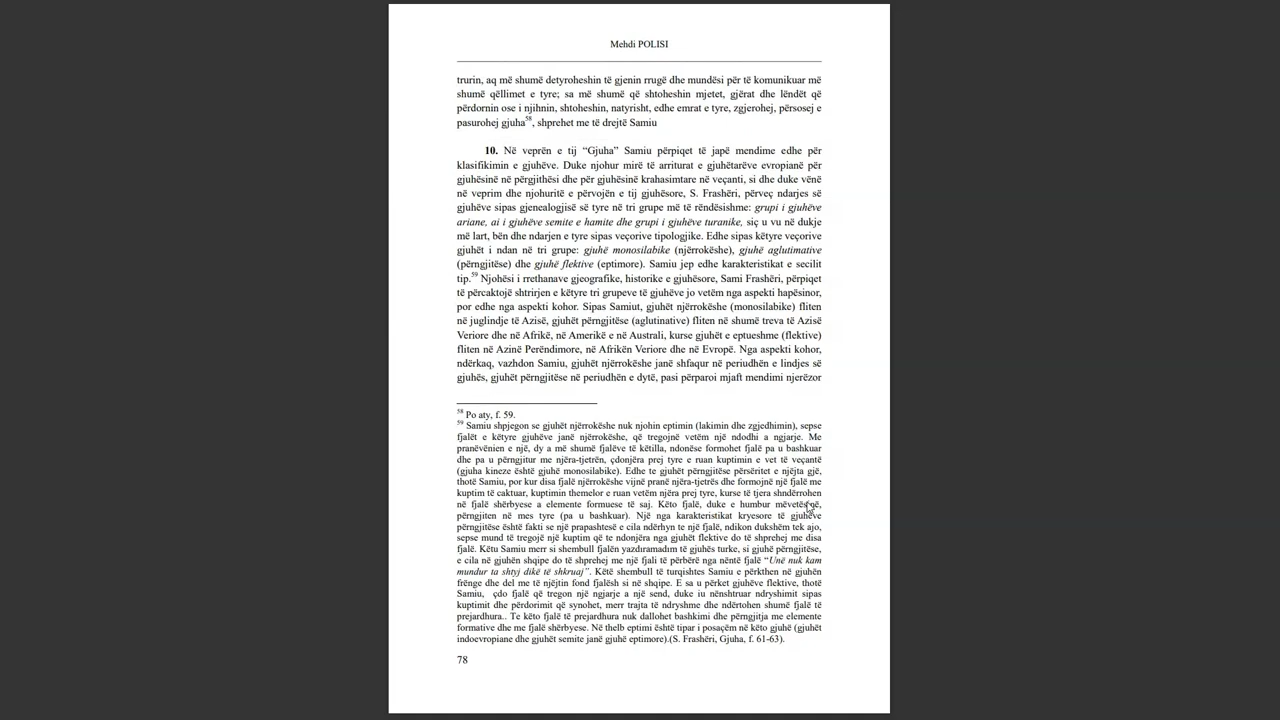 Mehdi POLISI
trurin, aq më shumë detyroheshin të gjenin rrugë dhe mundësi për të komunikuar më
shumë qëllimet e tyre; sa më shumë që shtoheshin mjetet, gjërat dhe lëndët që
përdornin ose i njihnin, shtoheshin, natyrisht, edhe emrat e tyre, zgjerohej, përsosej e
pasurohej gjuha58, shprehet me të drejtë Samiu
10. Në veprën e tij “Gjuha” Samiu përpiqet të japë mendime edhe për
klasifikimin e gjuhëve. Duke njohur mirë të arriturat e gjuhëtarëve evropianë për
gjuhësinë në përgjithësi dhe për gjuhësinë krahasimtare në veçanti, si dhe duke vënë
në veprim dhe njohuritë e përvojën e tij gjuhësore, S. Frashëri, përveç ndarjes së
gjuhëve sipas gjenealogjisë së tyre në tri grupe më të rëndësishme: grupi i gjuhëve
ariane, ai i gjuhëve semite e hamite dhe grupi i gjuhëve turanike, siç u vu në dukje
më lart, bën dhe ndarjen e tyre sipas veçorive tipologjike. Edhe sipas këtyre veçorive
gjuhët i ndan në tri grupe: gjuhë monosilabike (njërrokëshe), gjuhë aglutimative
(përngjitëse) dhe gjuhë flektive (eptimore). Samiu jep edhe karakteristikat e secilit
tip.59 Njohësi i rrethanave gjeografike, historike e gjuhësore, Sami Frashëri, përpiqet
të përcaktojë shtrirjen e këtyre tri grupeve të gjuhëve jo vetëm nga aspekti hapësinor,
por edhe nga aspekti kohor. Sipas Samiut, gjuhët njërrokëshe (monosilabike) fliten
në juglindje të Azisë, gjuhët përngjitëse (aglutinative) fliten në shumë treva të Azisë
Veriore dhe në Afrikë, në Amerikë e në Australi, kurse gjuhët e eptueshme (flektive)
fliten në Azinë Perëndimore, në Afrikën Veriore dhe në Evropë. Nga aspekti kohor,
ndërkaq, vazhdon Samiu, gjuhët njërrokëshe janë shfaqur në periudhën e lindjes së
gjuhës, gjuhët përngjitëse në periudhën e dytë, pasi përparoi mjaft mendimi njerëzor
58 Po aty, f. 59.
59 Samiu shpjegon se gjuhët njërrokëshe nuk njohin eptimin (lakimin dhe zgjedhimin), sepse
fjalët e këtyre gjuhëve janë njërrokëshe, që tregojnë vetëm një ndodhi a ngjarje. Me
pranëvënien e një, dy a më shumë fjalëve të këtilla, ndonëse formohet fjalë pa u bashkuar
dhe pa u përngjitur me njëra-tjetrën, çdonjëra prej tyre e ruan kuptimin e vet të veçantë
(gjuha kineze është gjuhë monosilabike). Edhe te gjuhët përngjitëse përsëritet e njëjta gjë,
thotë Samiu, por kur disa fjalë njërrokëshe vijnë pranë njëra-tjetrës dhe formojnë një fjalë me
kuptim të caktuar, kuptimin themelor e ruan vetëm njëra prej tyre, kurse të tjera shndërrohen
në fjalë shërbyese a elemente formuese të saj. Këto fjalë, duke e humbur mëvetësinë,
përngjiten në mes tyre (pa u bashkuar). Një nga karakteristikat kryesore të gjuhëve
përngjitëse është fakti se një prapashtesë e cila ndërhyn te një fjalë, ndikon dukshëm tek ajo,
sepse mund të tregojë një kuptim që te ndonjëra nga gjuhët flektive do të shprehej me disa
fjalë. Këtu Samiu merr si shembull fjalën yazdıramadım të gjuhës turke, si gjuhë përngjitëse,
e cila në gjuhën shqipe do të shprehej me një fjali të përbërë nga nëntë fjalë “Unë nuk kam
mundur ta shtyj dikë të shkruaj”. Këtë shembull të turqishtes Samiu e përkthen në gjuhën
frënge dhe del me të njëjtin fond fjalësh si në shqipe. E sa u përket gjuhëve flektive, thotë
Samiu, çdo fjalë që tregon një ngjarje a një send, duke iu nënshtruar ndryshimit sipas
kuptimit dhe përdorimit që synohet, merr trajta të ndryshme dhe ndërtohen shumë fjalë të
prejardhura.. Te këto fjalë të prejardhura nuk dallohet bashkimi dhe përngjitja me elemente
formative dhe me fjalë shërbyese. Në thelb eptimi është tipar i posaçëm në këto gjuhë (gjuhët
indoevropiane dhe gjuhët semite janë gjuhë eptimore).(S. Frashëri, Gjuha, f. 61-63).
78